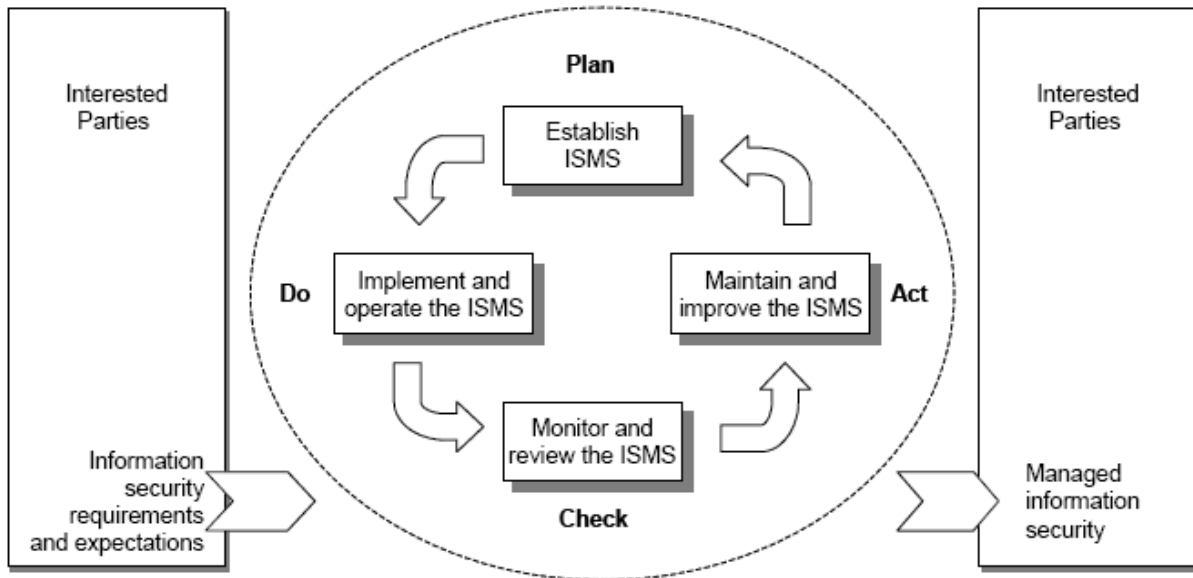 Interested
Parties
Information
security
requirements
and expectations
Plan
Establish
ISMS
Do
Implement and
operate the ISMS
Monitor and
review the ISMS
Check
Maintain and
improve the ISMS
Act
Interested
Parties
Managed
information
security